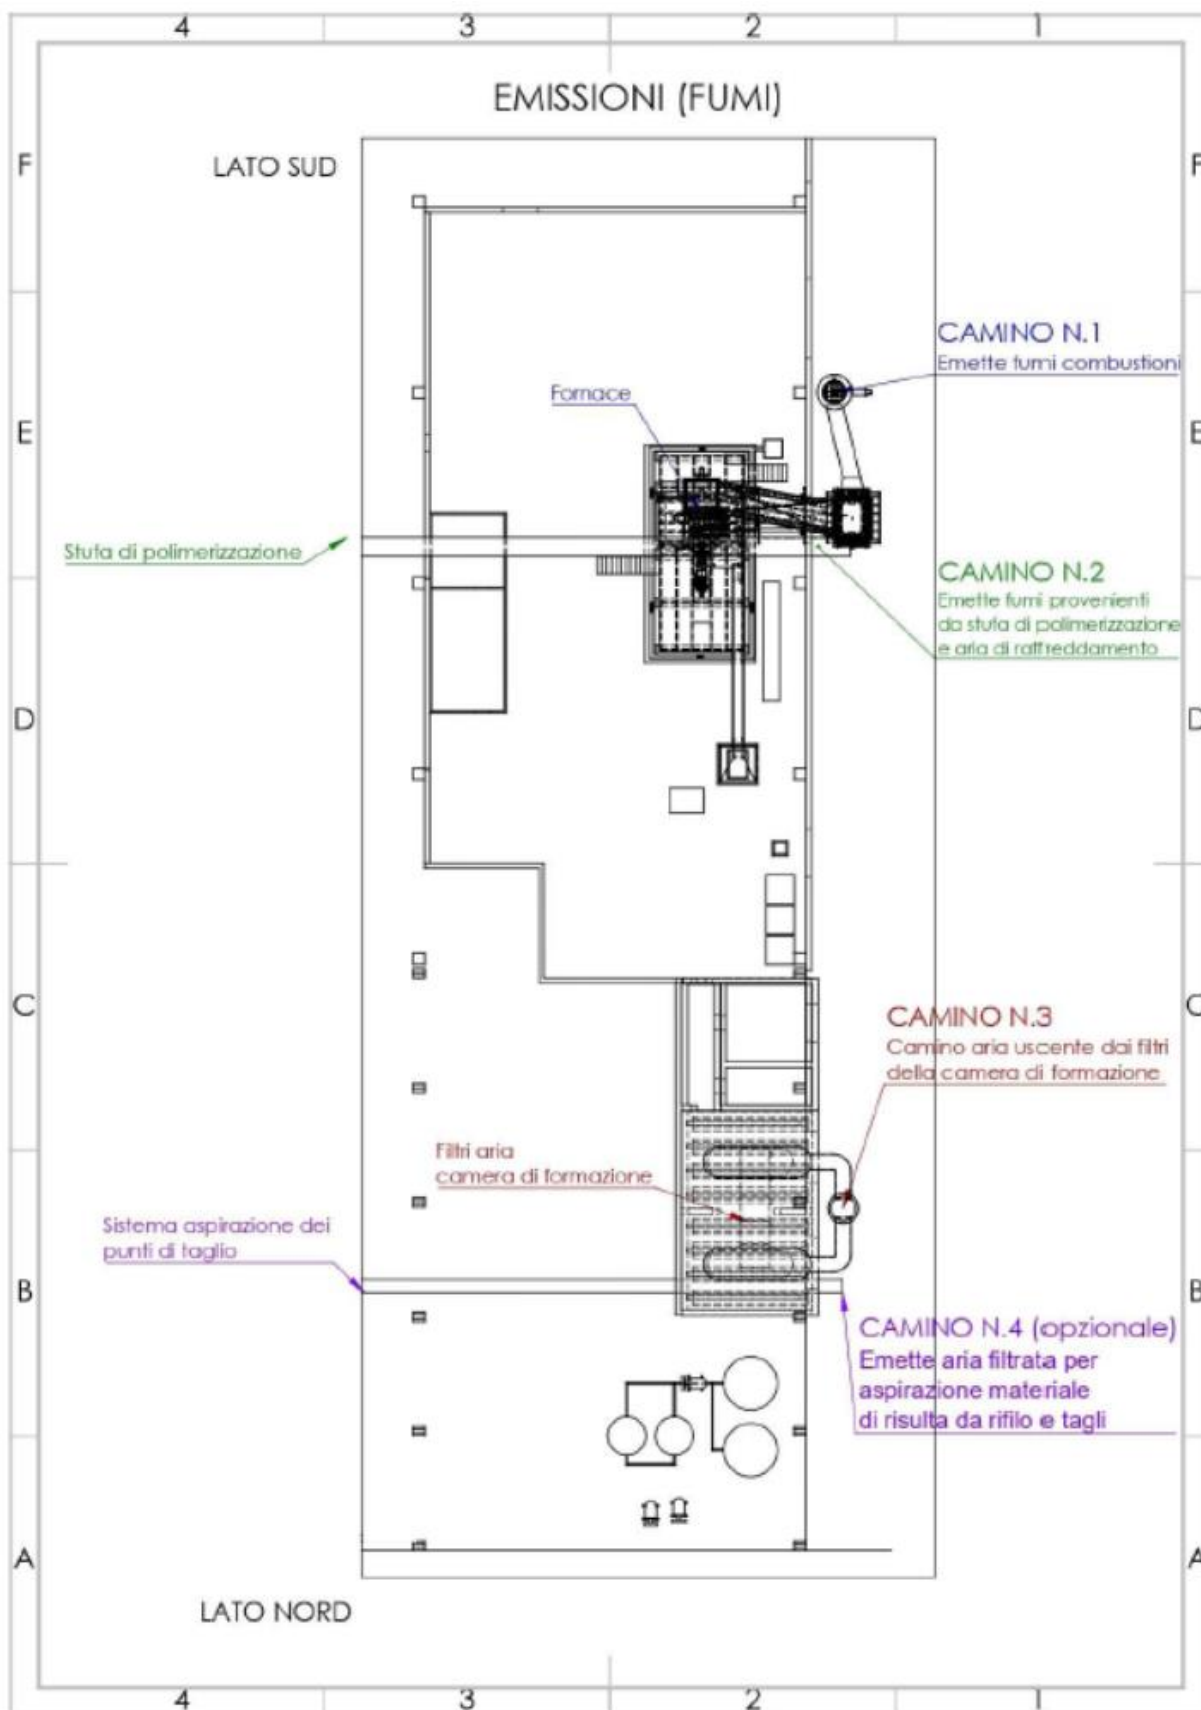 4 3 2 1
EMISSIONI (FUMI)
F LATO SUD F
CAMINO N.1
Emette fumi combustioni
Fornace
E E
Stufa di polimerizzazione
CAMINO N.2
Emette fumi provenienti
da stufa di polimerizzazione
e aria di raffreddamento
D D
C C
CAMINO N.3
Camino aria uscente dai filtri
della camera di formazione
Filtri aria
camera di formazione
Sistema aspirazione dei
punti di taglio
B B
CAMINO N.4 (opzionale)
Emette aria filtrata per
aspirazione materiale
di risulta da rifilo e tagli
A A
LATO NORD
4 3 2 1